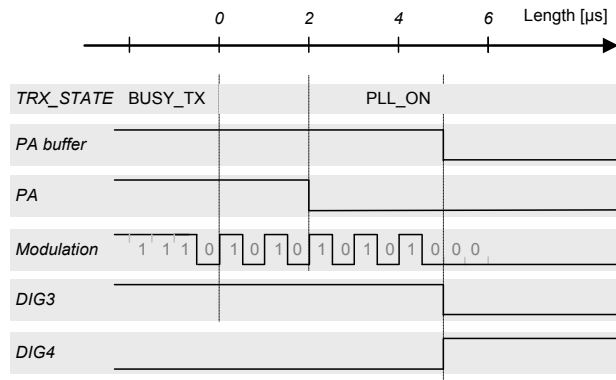 0 2 4 6 Length [µs]
TRX_STATE BUSY_TX PLL_ON
PA buffer
PA
Modulation 1 1 1 0 1 0 1 0 1 0 1 0 1 0 0 0
DIG3
DIG4